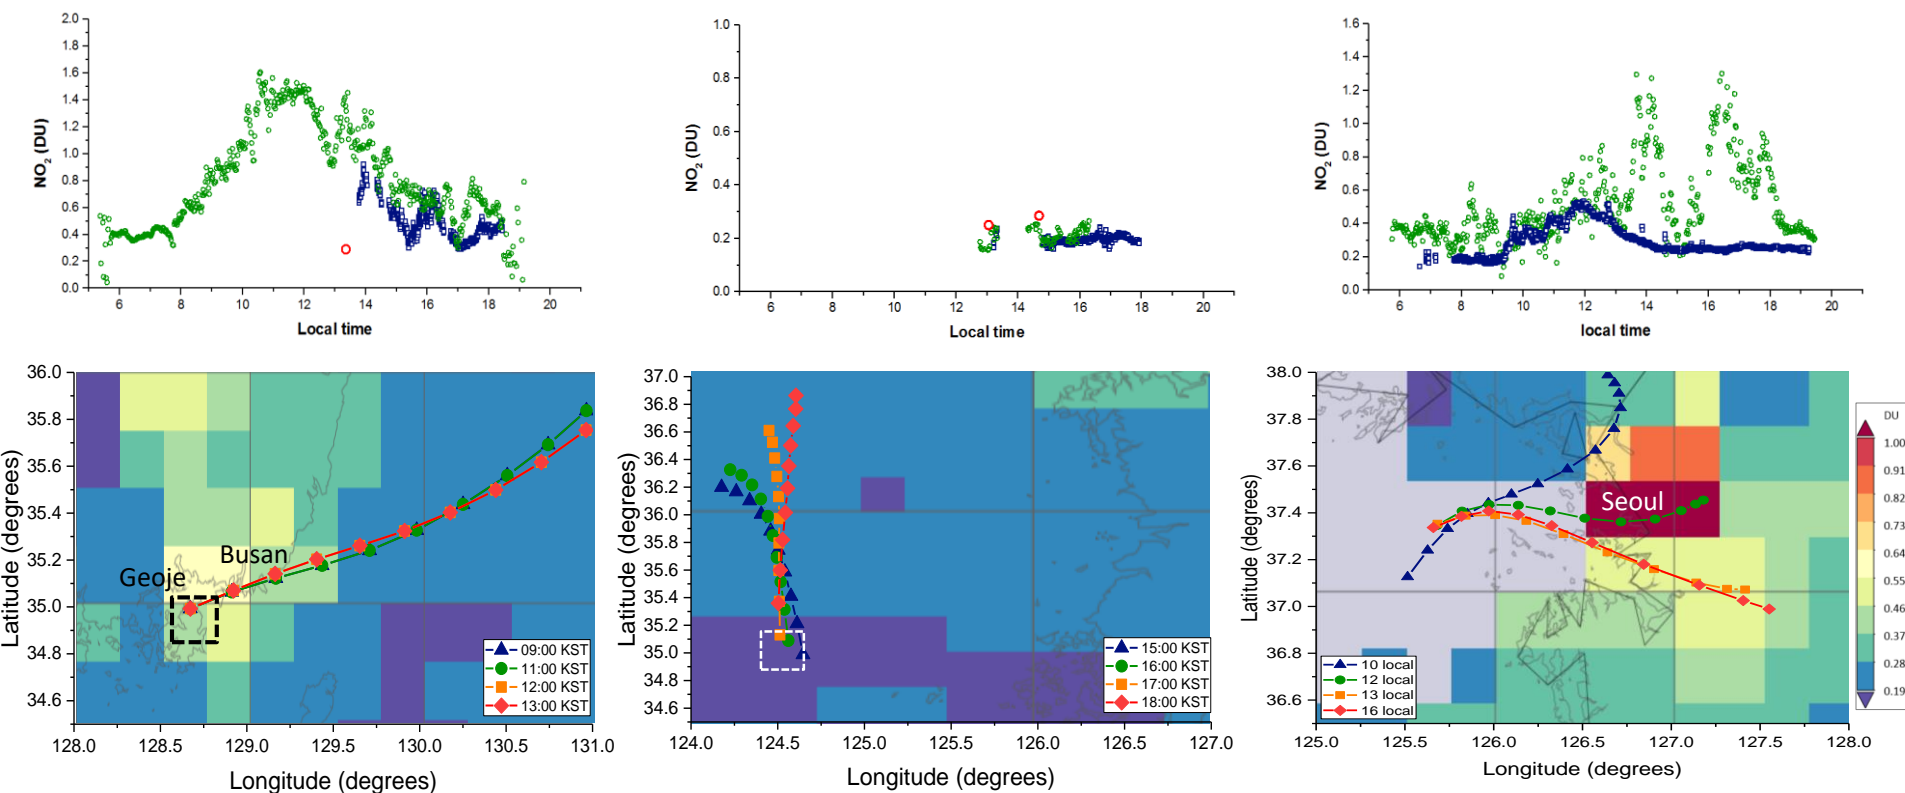 2.0
1.8
1.6
1.4
1.2
1.0
0.8
0.6
0.4
0.2
0.0
NO2 (DU)
6 8 10 12 14 16 18 20
Local time
1.0
0.8
0.6
0.4
0.2
0.0
NO2 (DU)
6 8 10 12 14 16 18 20
Local time
1.6
1.4
1.2
1.0
0.8
0.6
0.4
0.2
0.0
NO2 (DU)
6 8 10 12 14 16 18 20
local time
36.0
35.8
35.6
35.4
35.2
35.0
34.8
34.6
Latitude (degrees)
Busan
Geoje
09:00 KST
11:00 KST
12:00 KST
13:00 KST
128.0 128.5 129.0 129.5 130.0 130.5 131.0
Longitude (degrees)
37.0
36.8
36.6
36.4
36.2
36.0
35.8
35.6
35.4
35.2
35.0
34.8
34.6
Latitude (degrees)
15:00 KST
16:00 KST
17:00 KST
18:00 KST
124.0 124.5 125.0 125.5 126.0 126.5 127.0
Longitude (degrees)
38.0
37.8
37.6
37.4
37.2
37.0
36.8
36.6
Latitude (degrees)
Seoul
10 local
12 local
13 local
16 local
125.0 125.5 126.0 126.5 127.0 127.5 128.0
Longitude (degrees)
DU
1.00
0.91
0.82
0.73
0.64
0.55
0.46
0.37
0.28
0.19